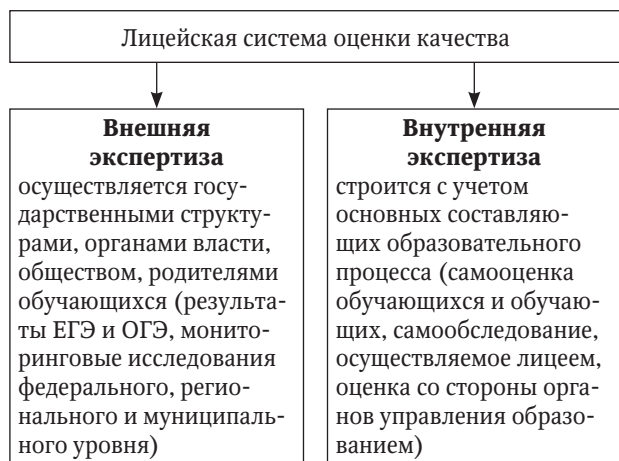 Лицейская система оценки качества
Внешняя
экспертиза
осуществляется госу-
дарственными структу-
рами, органами власти,
обществом, родителями
обучающихся (результа-
ты ЕГЭ и ОГЭ, монито-
ринговые исследования
федерального, регио-
нального и муниципаль-
ного уровня)
Внутренняя
экспертиза
строится с учетом
основных составляю-
щих образовательного
процесса (самооценка
обучающихся и обучаю-
щих, самообследование,
осуществляемое лицеем,
оценка со стороны орга-
нов управления образо-
ванием)